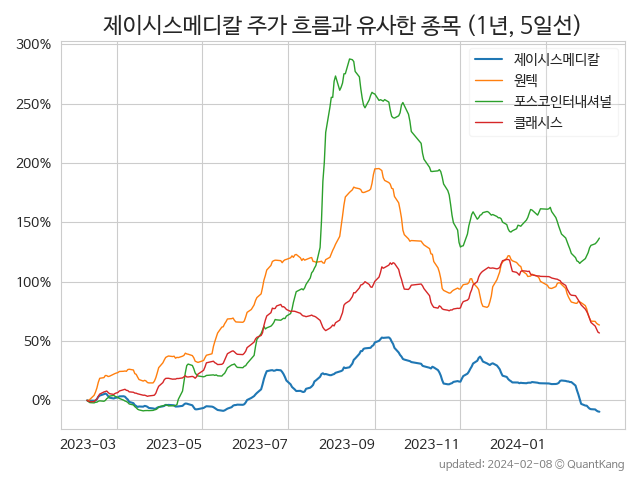 제이시스메디칼 주가 흐름과 유사한 종목 (1년, 5일선)
제이시스메디칼
원텍
포스코인터내셔널
클래시스
300%
250%
200%
150%
100%
50%
0%
2023-03 2023-05 2023-07 2023-09 2023-11 2024-01
updated: 2024-02-08 © QuantKang